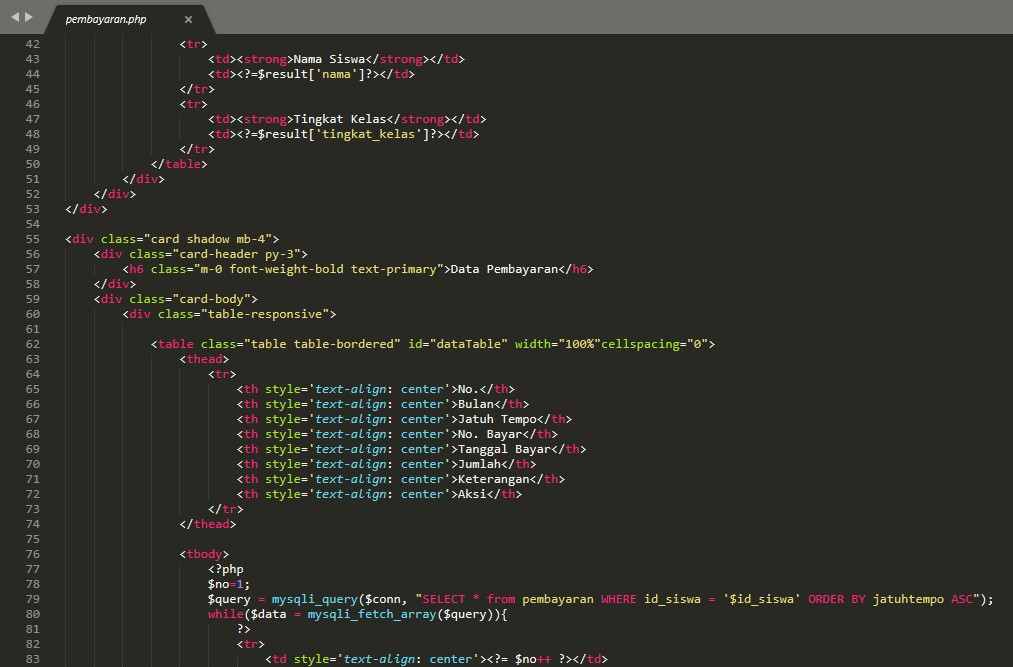 pembayaran.php ×
42 <tr>
43 <td><strong>Nama Siswa</strong></td>
44 <td><?=$result['nama']?></td>
45 </tr>
46 <tr>
47 <td><strong>Tingkat Kelas</strong></td>
48 <td><?=$result['tingkat_kelas']?></td>
49 </tr>
50 </table>
51 </div>
52 </div>
53 </div>
54
55 <div class="card shadow mb-4">
56 <div class="card-header py-3">
57 <h6 class="m-0 font-weight-bold text-primary">Data Pembayaran</h6>
58 </div>
59 <div class="card-body">
60 <div class="table-responsive">
61
62 <table class="table table-bordered" id="dataTable" width="100%"cellspacing="0">
63 <thead>
64 <tr>
65 <th style='text-align: center'>No.</th>
66 <th style='text-align: center'>Bulan</th>
67 <th style='text-align: center'>Jatuh Tempo</th>
68 <th style='text-align: center'>No. Bayar</th>
69 <th style='text-align: center'>Tanggal Bayar</th>
70 <th style='text-align: center'>Jumlah</th>
71 <th style='text-align: center'>Keterangan</th>
72 <th style='text-align: center'>Aksi</th>
73 </tr>
74 </thead>
75
76 <tbody>
77 <?php
78 $no=1;
79 $query = mysqli_query($conn, "SELECT * from pembayaran WHERE id_siswa = '$id_siswa' ORDER BY jatuhtempo ASC");
80 while($data = mysqli_fetch_array($query)){
81 ?>
82 <tr>
83 <td style='text-align: center'><?= $no++ ?></td>